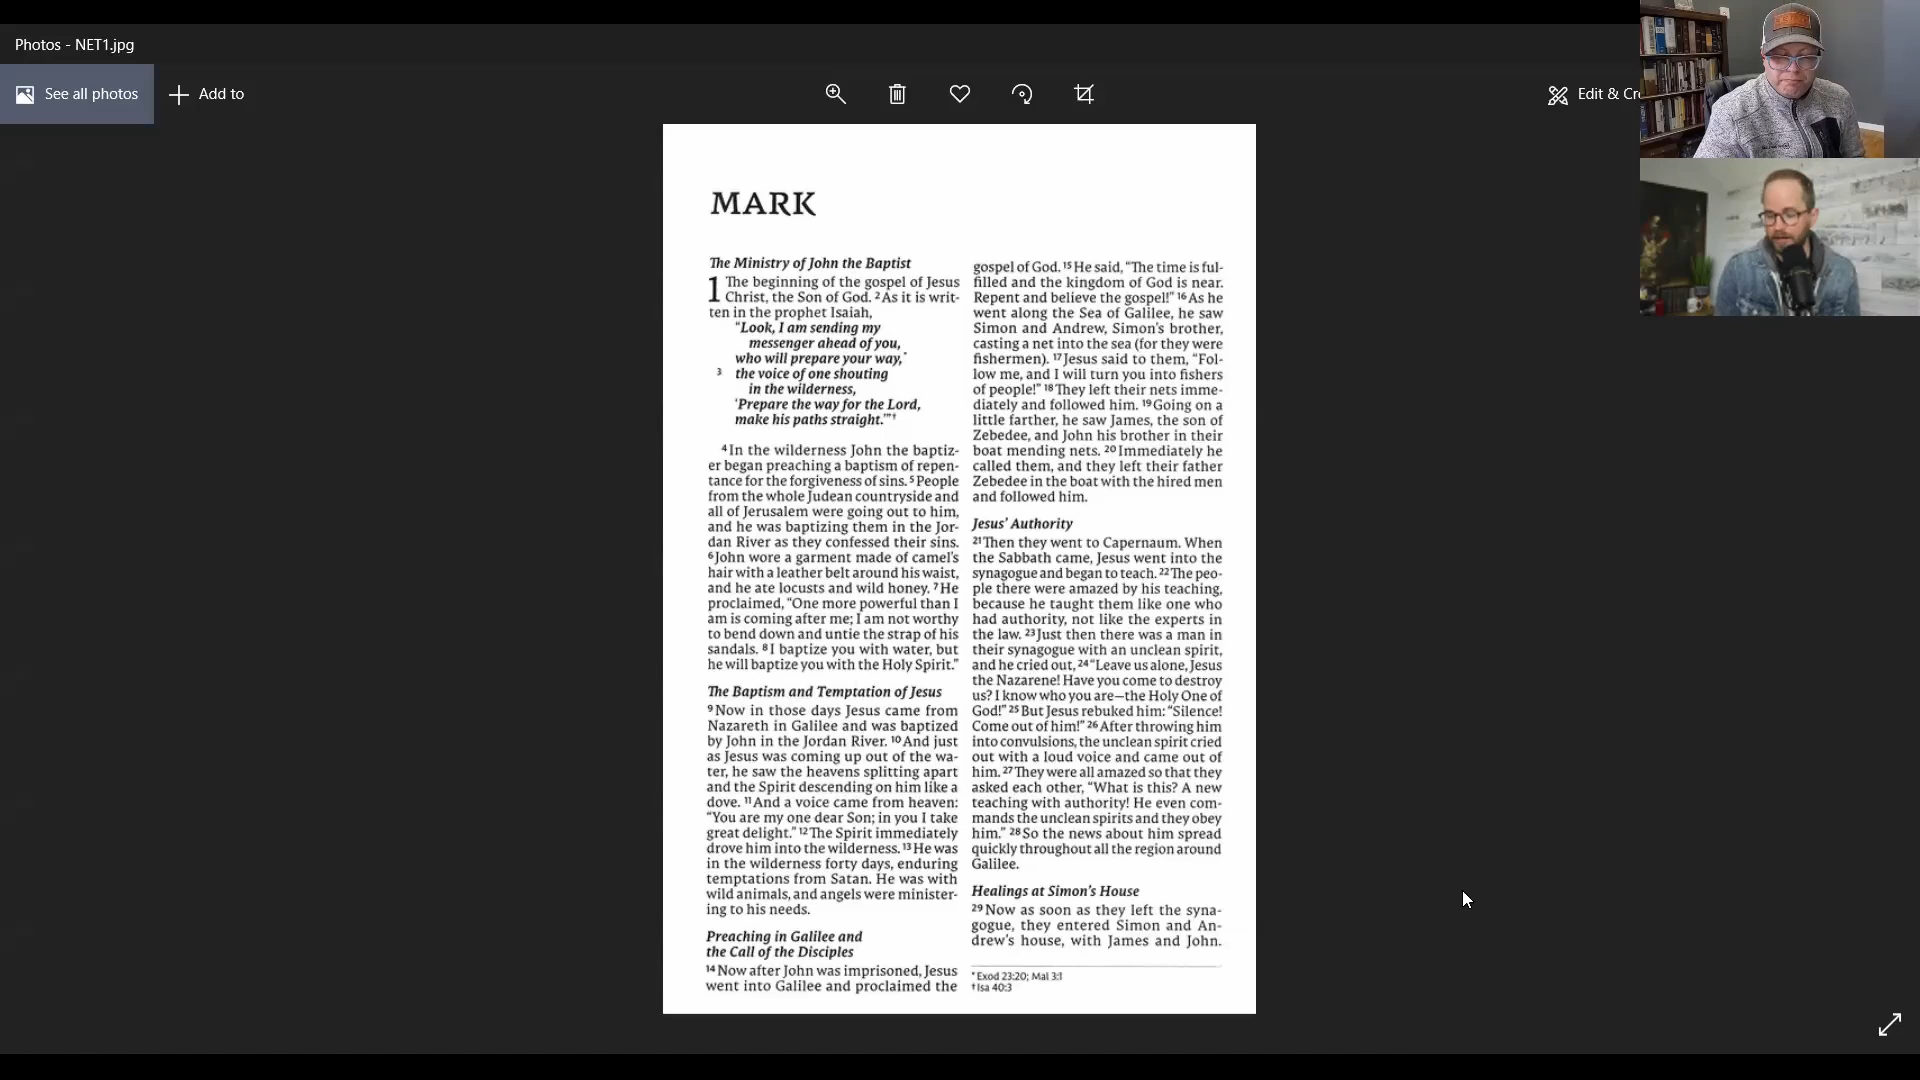 Photos - NET1.jpg
See all photos
Add to
Edit & Cr
MARK
The Ministry of John the Baptist
1 The beginning of the gospel of Jesus
Christ, the Son of God. 2 As it is writ-
ten in the prophet Isaiah,
“Look, I am sending my
messenger ahead of you,
who will prepare your way,*
3 the voice of one shouting
in the wilderness,
‘Prepare the way for the Lord,
make his paths straight.’”†
4 In the wilderness John the baptiz-
er began preaching a baptism of repen-
tance for the forgiveness of sins. 5 People
from the whole Judean countryside and
all of Jerusalem were going out to him,
and he was baptizing them in the Jor-
dan River as they confessed their sins.
6 John wore a garment made of camel’s
hair with a leather belt around his waist,
and he ate locusts and wild honey. 7 He
proclaimed, “One more powerful than I
am is coming after me; I am not worthy
to bend down and untie the strap of his
sandals. 8 I baptize you with water, but
he will baptize you with the Holy Spirit.”
The Baptism and Temptation of Jesus
9 Now in those days Jesus came from
Nazareth in Galilee and was baptized
by John in the Jordan River. 10 And just
as Jesus was coming up out of the wa-
ter, he saw the heavens splitting apart
and the Spirit descending on him like a
dove. 11 And a voice came from heaven:
“You are my one dear Son; in you I take
great delight.” 12 The Spirit immediately
drove him into the wilderness. 13 He was
in the wilderness forty days, enduring
temptations from Satan. He was with
wild animals, and angels were minister-
ing to his needs.
Preaching in Galilee and
the Call of the Disciples
14 Now after John was imprisoned, Jesus
went into Galilee and proclaimed the
gospel of God. 15 He said, “The time is ful-
filled and the kingdom of God is near.
Repent and believe the gospel!” 16 As he
went along the Sea of Galilee, he saw
Simon and Andrew, Simon’s brother,
casting a net into the sea (for they were
fishermen). 17 Jesus said to them, “Fol-
low me, and I will turn you into fishers
of people!” 18 They left their nets imme-
diately and followed him. 19 Going on a
little farther, he saw James, the son of
Zebedee, and John his brother in their
boat mending nets. 20 Immediately he
called them, and they left their father
Zebedee in the boat with the hired men
and followed him.
Jesus’ Authority
21 Then they went to Capernaum. When
the Sabbath came, Jesus went into the
synagogue and began to teach. 22 The peo-
ple there were amazed by his teaching,
because he taught them like one who
had authority, not like the experts in
the law. 23 Just then there was a man in
their synagogue with an unclean spirit,
and he cried out, 24 “Leave us alone, Jesus
the Nazarene! Have you come to destroy
us? I know who you are—the Holy One of
God!” 25 But Jesus rebuked him: “Silence!
Come out of him!” 26 After throwing him
into convulsions, the unclean spirit cried
out with a loud voice and came out of
him. 27 They were all amazed so that they
asked each other, “What is this? A new
teaching with authority! He even com-
mands the unclean spirits and they obey
him.” 28 So the news about him spread
quickly throughout all the region around
Galilee.
Healings at Simon’s House
29 Now as soon as they left the syna-
gogue, they entered Simon and An-
drew’s house, with James and John.
* Exod 23:20; Mal 3:1
† Isa 40:3